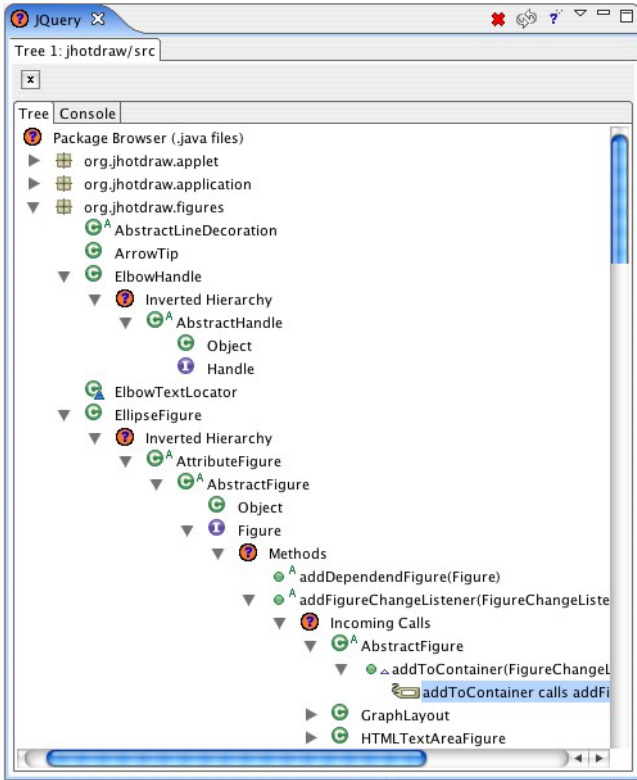 JQuery
Tree 1: jhotdraw/src
x
Tree Console
Package Browser (.java files)
org.jhotdraw.applet
org.jhotdraw.application
org.jhotdraw.figures
AbstractLineDecoration
ArrowTip
ElbowHandle
Inverted Hierarchy
AbstractHandle
Object
Handle
ElbowTextLocator
EllipseFigure
Inverted Hierarchy
AttributeFigure
AbstractFigure
Object
Figure
Methods
addDependendFigure(Figure)
addFigureChangeListener(FigureChangeListe
Incoming Calls
AbstractFigure
addToContainer(FigureChangeL
addToContainer calls addFi
GraphLayout
HTMLTextAreaFigure